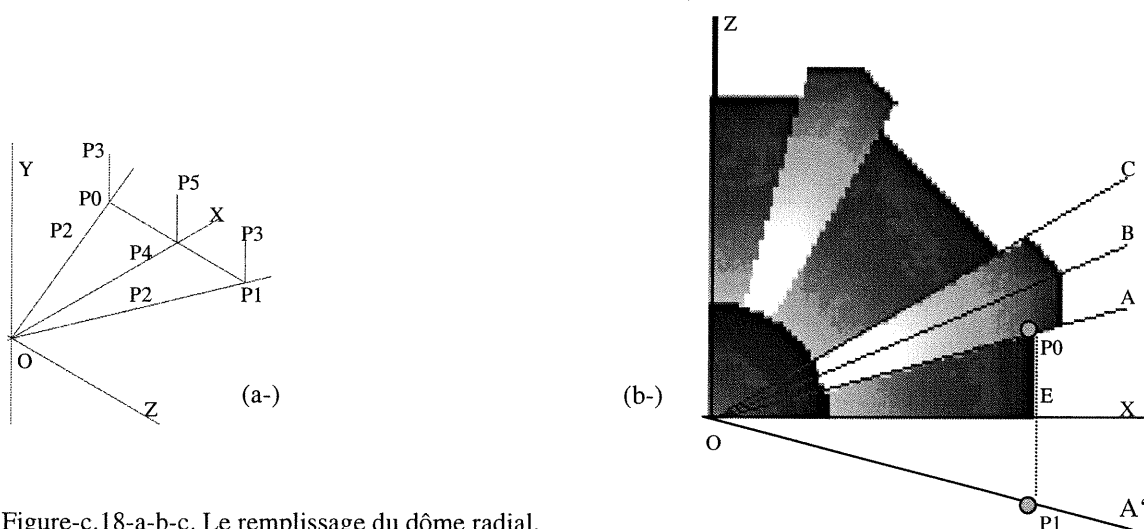 Z
P3
Y
P0
P5
X
P2
P4
P3
P2
P1
O
Z
(a-)
(b-)
C
B
A
P0
E
X
O
A'
P1
Figure-c.18-a-b-c. Le remplissage du dôme radial.